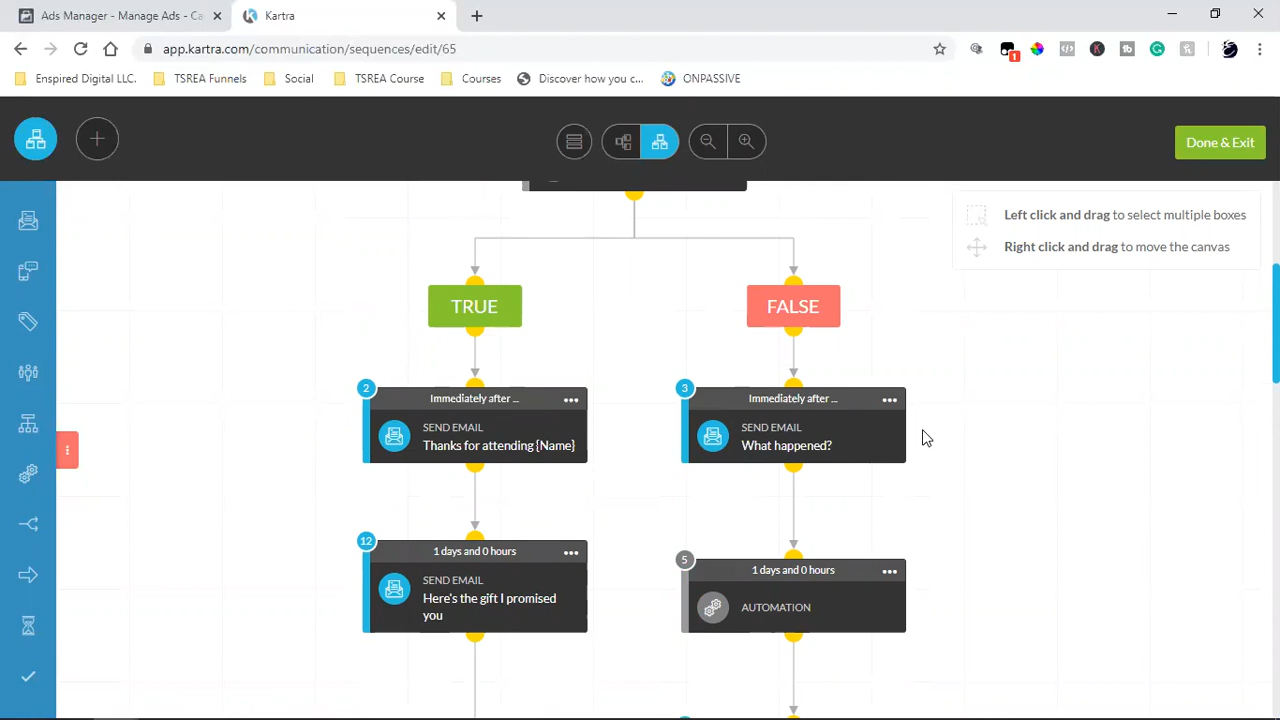 Ads Manager - Manage Ads - Ca
Kartra
app.kartra.com/communication/sequences/edit/65
1
Enspired Digital LLC.
TSREA Funnels
Social
TSREA Course
Courses
Discover how you c...
ONPASSIVE
Done & Exit
Left click and drag to select multiple boxes
Right click and drag to move the canvas
TRUE
FALSE
2
Immediately after ...
SEND EMAIL
Thanks for attending {Name}
3
Immediately after ...
SEND EMAIL
What happened?
12
1 days and 0 hours
SEND EMAIL
Here's the gift I promised
you
5
1 days and 0 hours
AUTOMATION